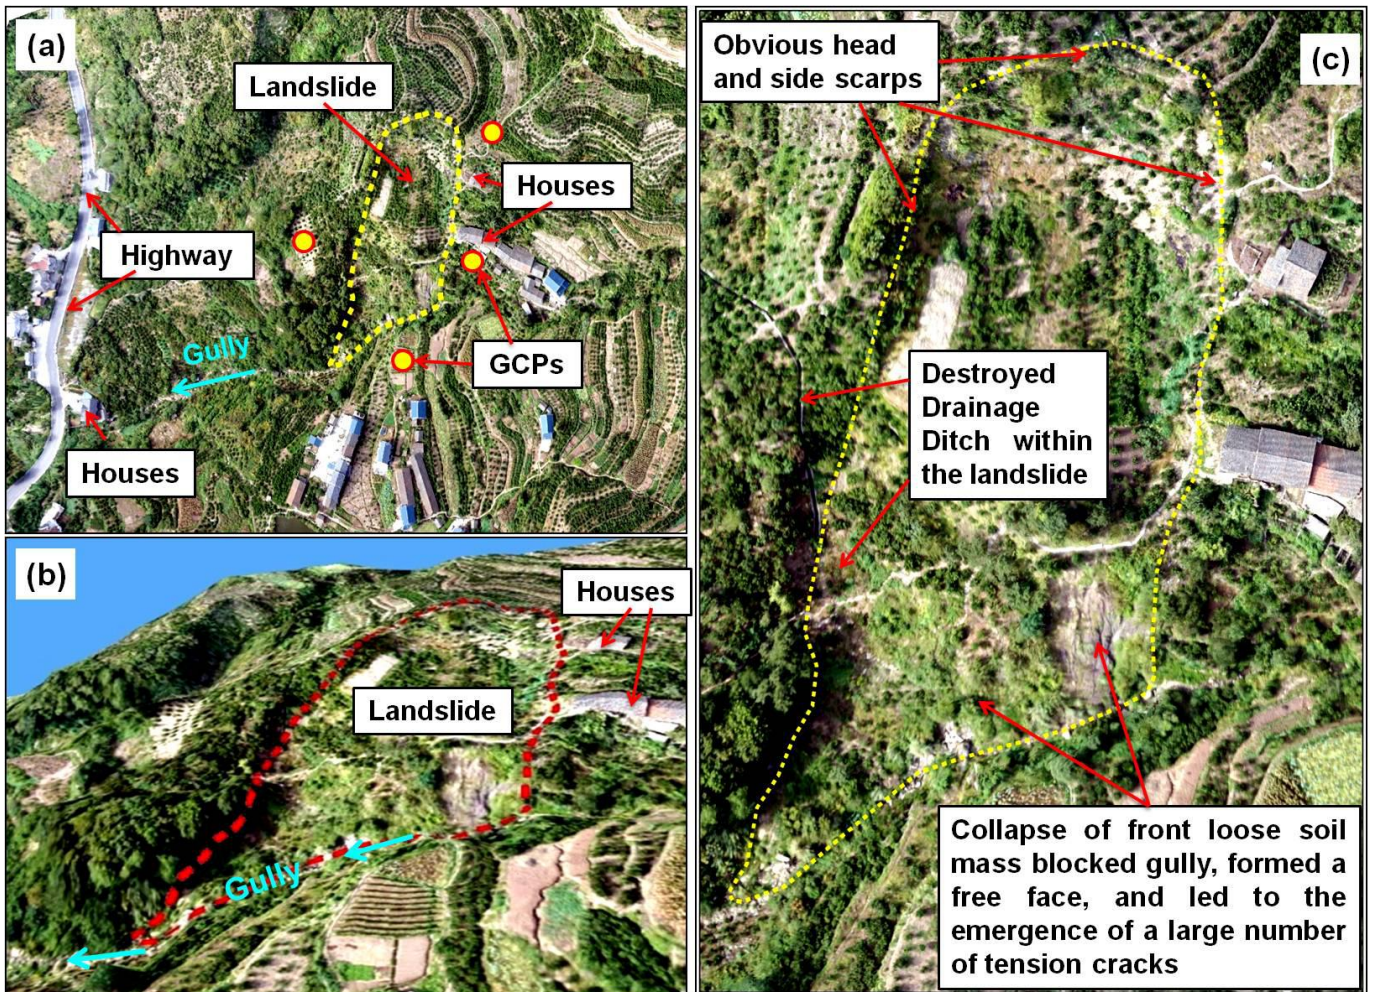 (a)
Landslide
Houses
Highway
Gully
GCPs
Houses
(b)
Houses
Landslide
Gully
(c)
Obvious head
and side scarps
Destroyed
Drainage
Ditch within
the landslide
Collapse of front loose soil
mass blocked gully, formed a
free face, and led to the
emergence of a large number
of tension cracks